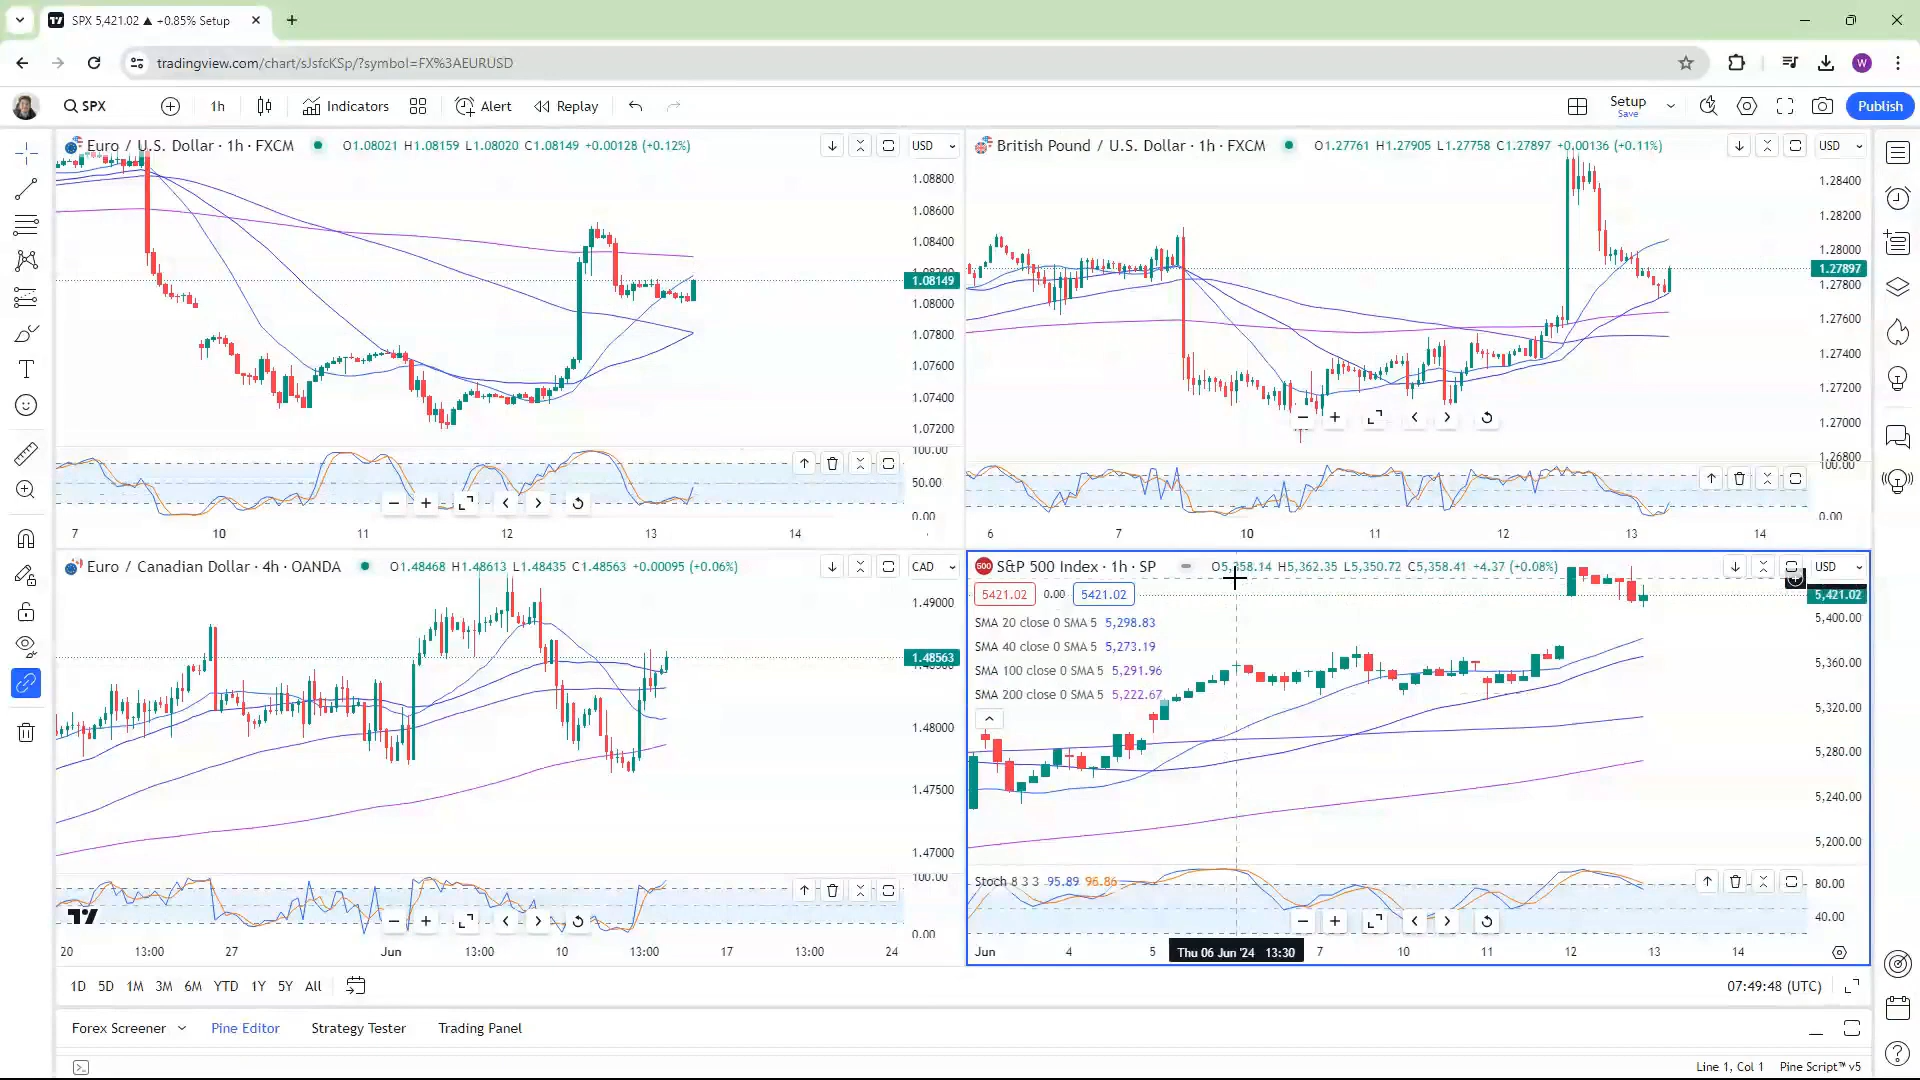 SPX 5,421.02 ▲ +0.85% Setup
tradingview.com/chart/sJsfcKSp/?symbol=FX%3AEURUSD
W
SPX
1h
Indicators
Alert
Replay
Setup
Save
Publish
Euro / U.S. Dollar · 1h · FXCM
O1.08021 H1.08159 L1.08020 C1.08149 +0.00128 (+0.12%)
USD
1.08800
1.08600
1.08400
1.08149
1.08000
1.07800
1.07600
1.07400
1.07200
100.00
50.00
0.00
7 10 11 12 13 14
British Pound / U.S. Dollar · 1h · FXCM
O1.27761 H1.27905 L1.27758 C1.27897 +0.00136 (+0.11%)
USD
1.28400
1.28200
1.28000
1.27897
1.27800
1.27600
1.27400
1.27200
1.27000
1.26800
100.00
0.00
6 7 10 11 12 13 14
Euro / Canadian Dollar · 4h · OANDA
O1.48468 H1.48613 L1.48435 C1.48563 +0.00095 (+0.06%)
CAD
1.49000
1.48563
1.48000
1.47500
1.47000
100.00
0.00
20 13:00 27 Jun 13:00 10 13:00 17 13:00 24
500
S&P 500 Index · 1h · SP
O5,358.14 H5,362.35 L5,350.72 C5,358.41 +4.37 (+0.08%)
USD
5421.02 0.00 5421.02
SMA 20 close 0 SMA 5 5,298.83
SMA 40 close 0 SMA 5 5,273.19
SMA 100 close 0 SMA 5 5,291.96
SMA 200 close 0 SMA 5 5,222.67
5,421.02
5,400.00
5,360.00
5,320.00
5,280.00
5,240.00
5,200.00
Stoch 8 3 3 95.89 96.86
80.00
40.00
Jun 4 5 Thu 06 Jun '24 13:30 7 10 11 12 13 14
1D 5D 1M 3M 6M YTD 1Y 5Y All
07:49:48 (UTC)
Forex Screener
Pine Editor
Strategy Tester
Trading Panel
Line 1, Col 1 Pine Script™ v5